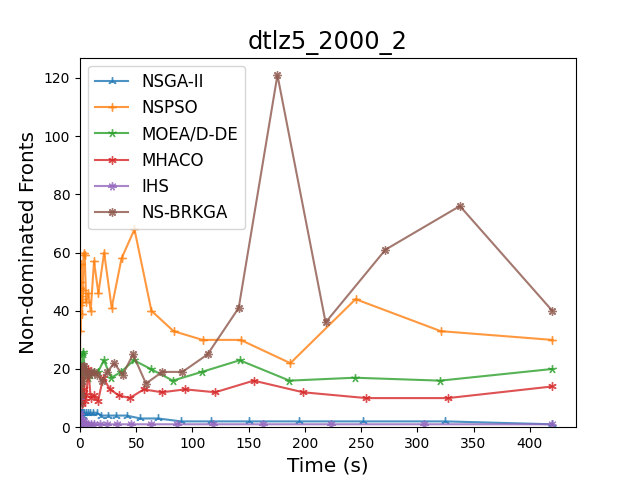 dtlz5_2000_2
Non-dominated Fronts
120
100
80
60
40
20
0
NSGA-II
NSPSO
MOEA/D-DE
MHACO
IHS
NS-BRKGA
0 50 100 150 200 250 300 350 400
Time (s)